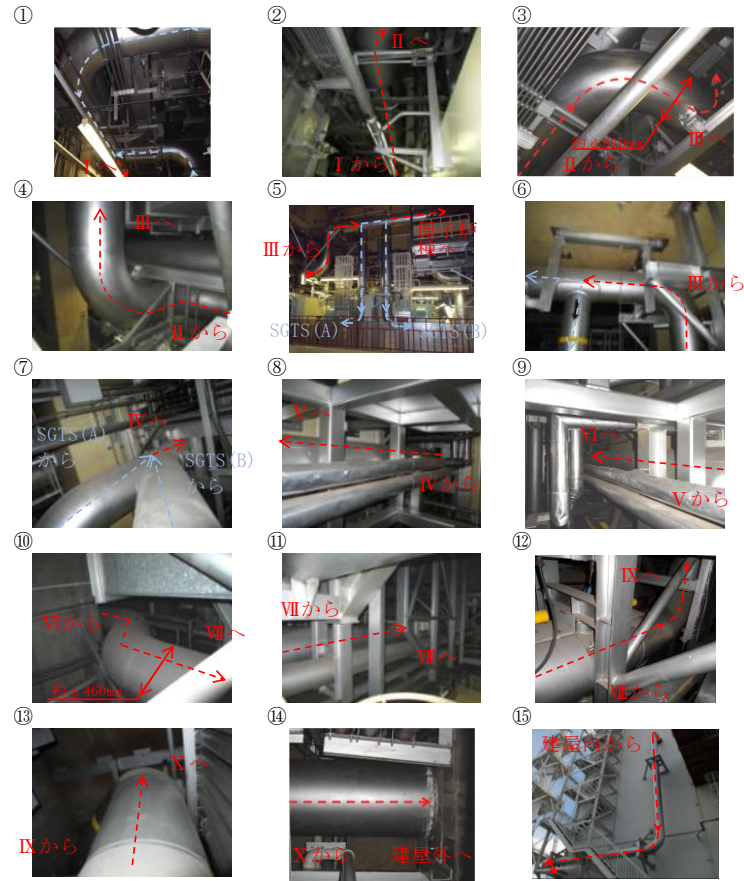 ①
Ⅰへ
②
Ⅱへ
Ⅰから
③
Ⅱから
Ⅲへ
④
Ⅲへ
Ⅱから
⑤
Ⅲから
原子炉
棟へ
SGTS(A)
SGTS(B)
⑥
Ⅲから
⑦
Ⅳへ
SGTS(A)
から
SGTS(B)
から
⑧
Ⅴへ
Ⅳから
⑨
Ⅵへ
Ⅴから
⑩
Ⅵから
Ⅶへ
約φ460mm
⑪
Ⅶから
Ⅷへ
⑫
Ⅸへ
Ⅷから
⑬
Ⅹへ
Ⅸから
⑭
Ⅹから
建屋外へ
⑮
建屋内から